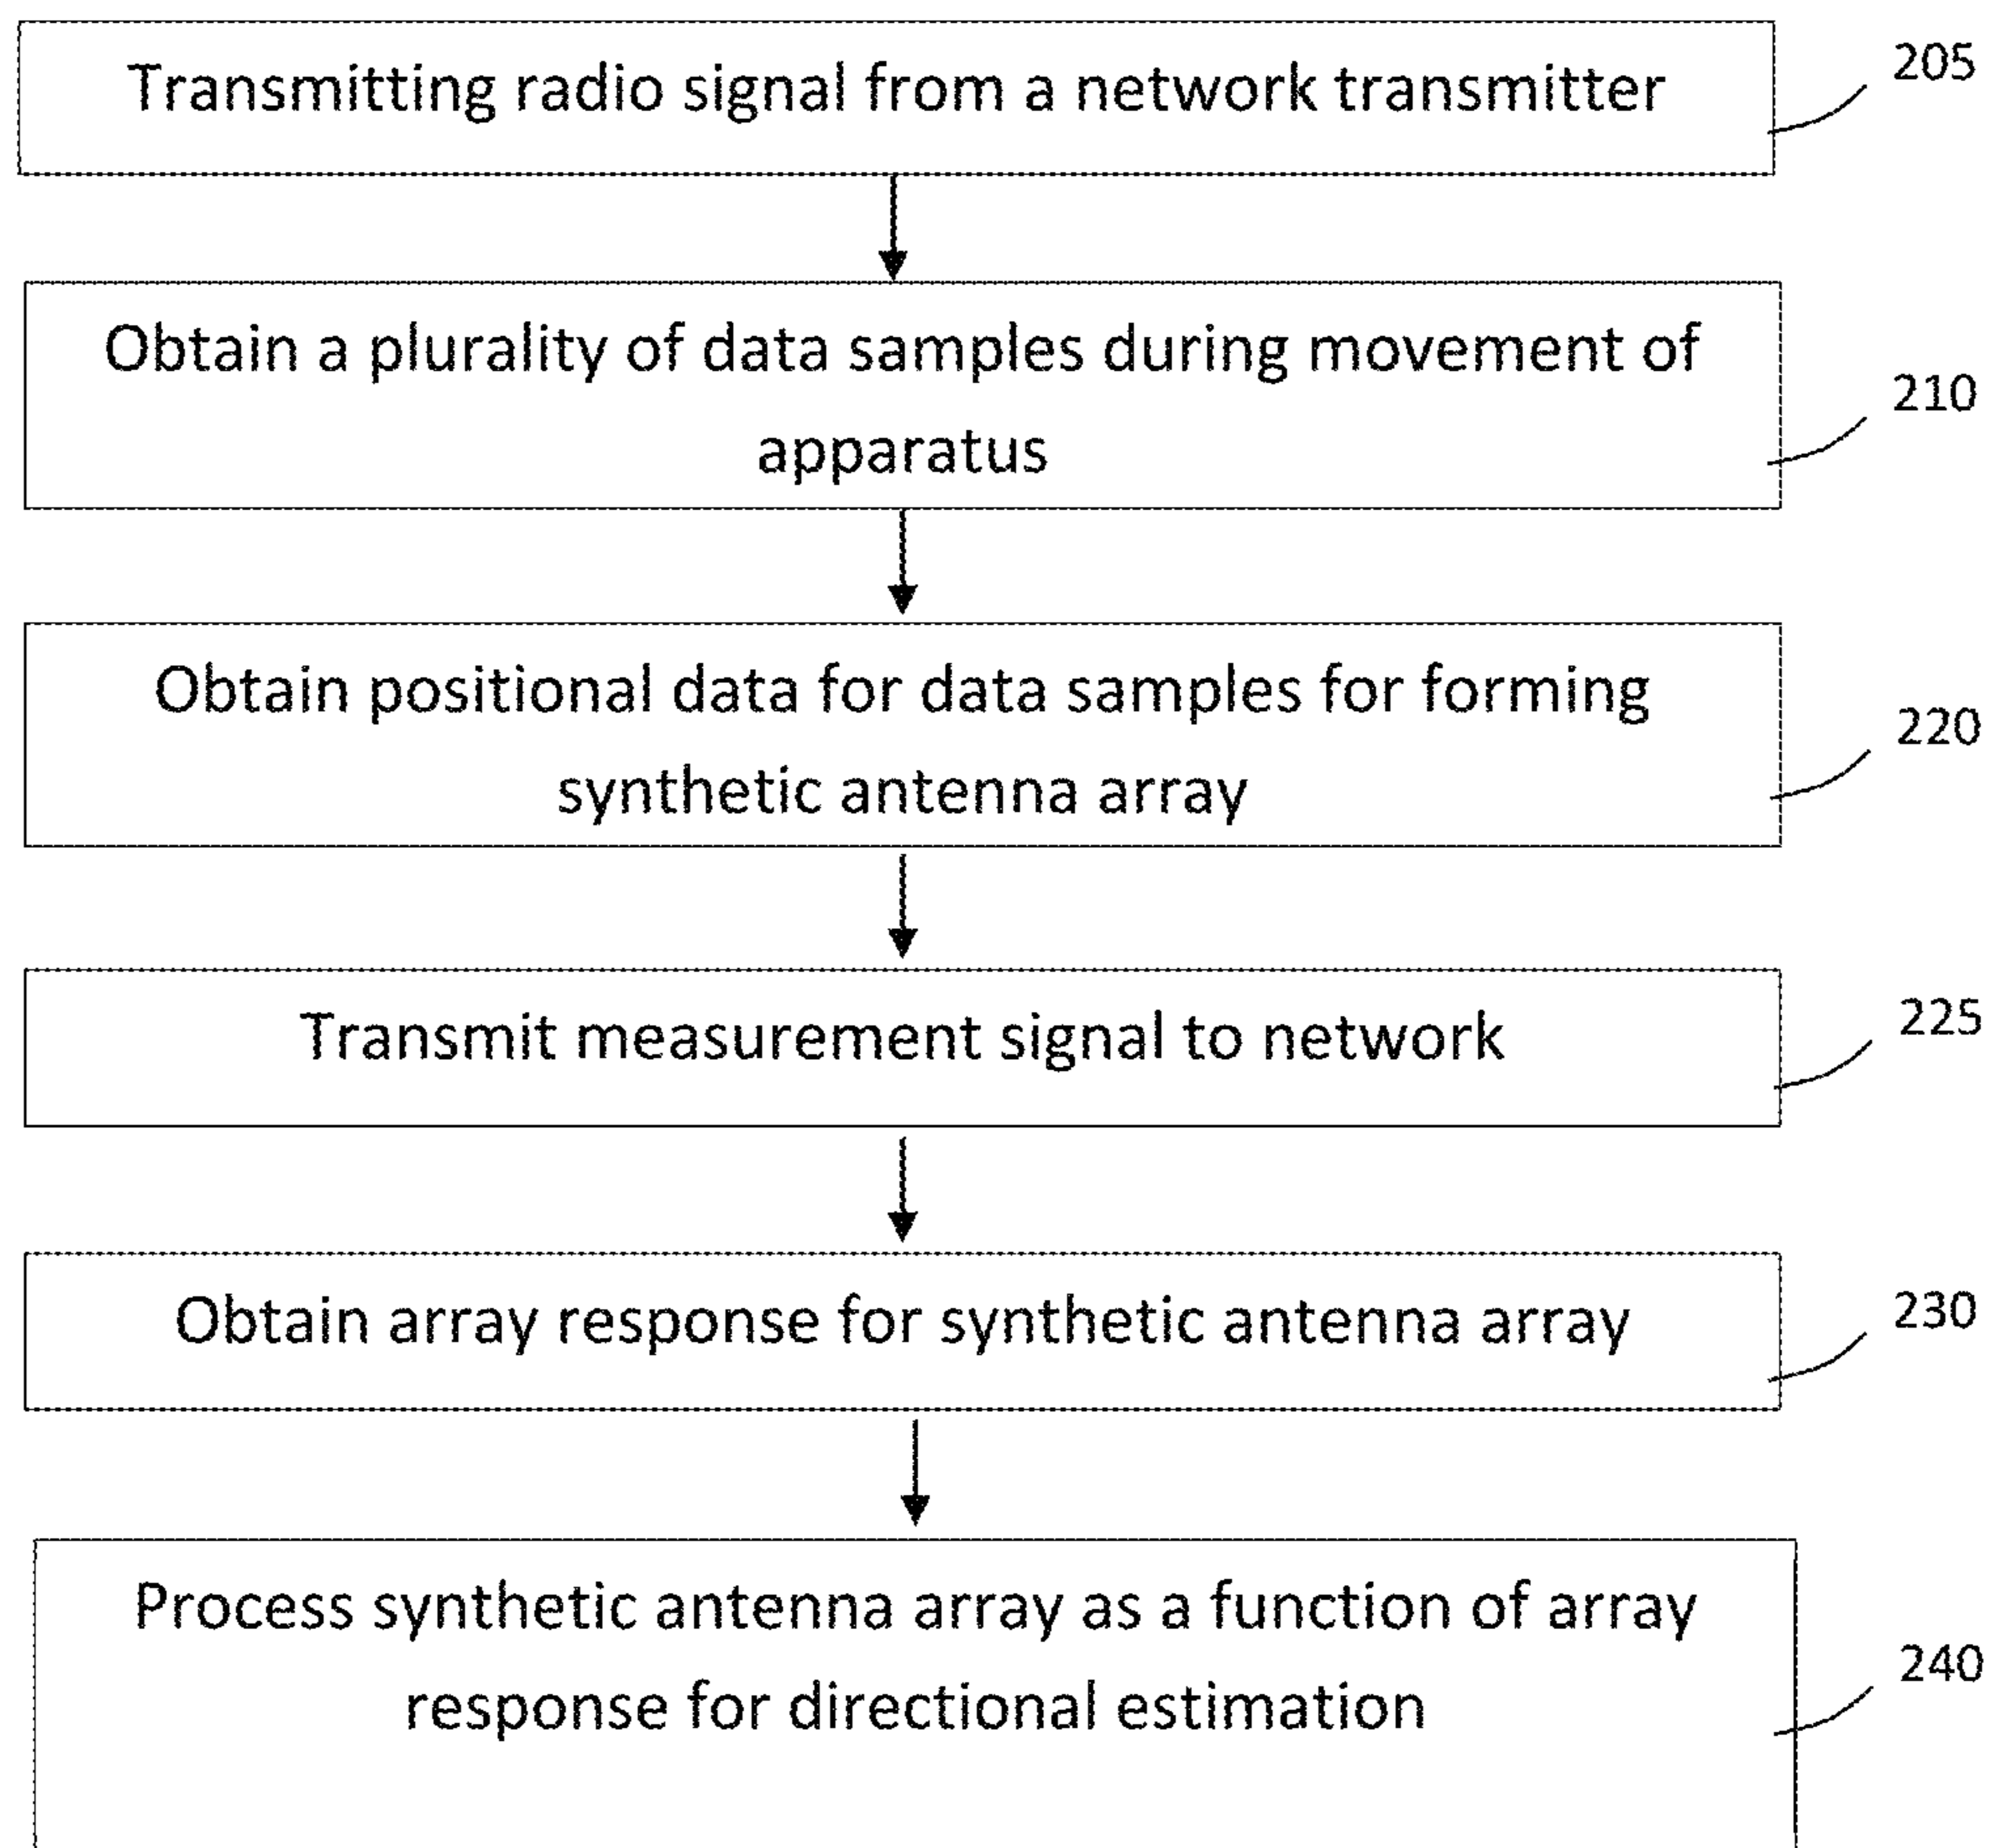 Transmitting radio signal from a network transmitter
205
Obtain a plurality of data samples during movement of
apparatus
210
Obtain positional data for data samples for forming
synthetic antenna array
220
Transmit measurement signal to network
225
Obtain array response for synthetic antenna array
230
Process synthetic antenna array as a function of array
response for directional estimation
240